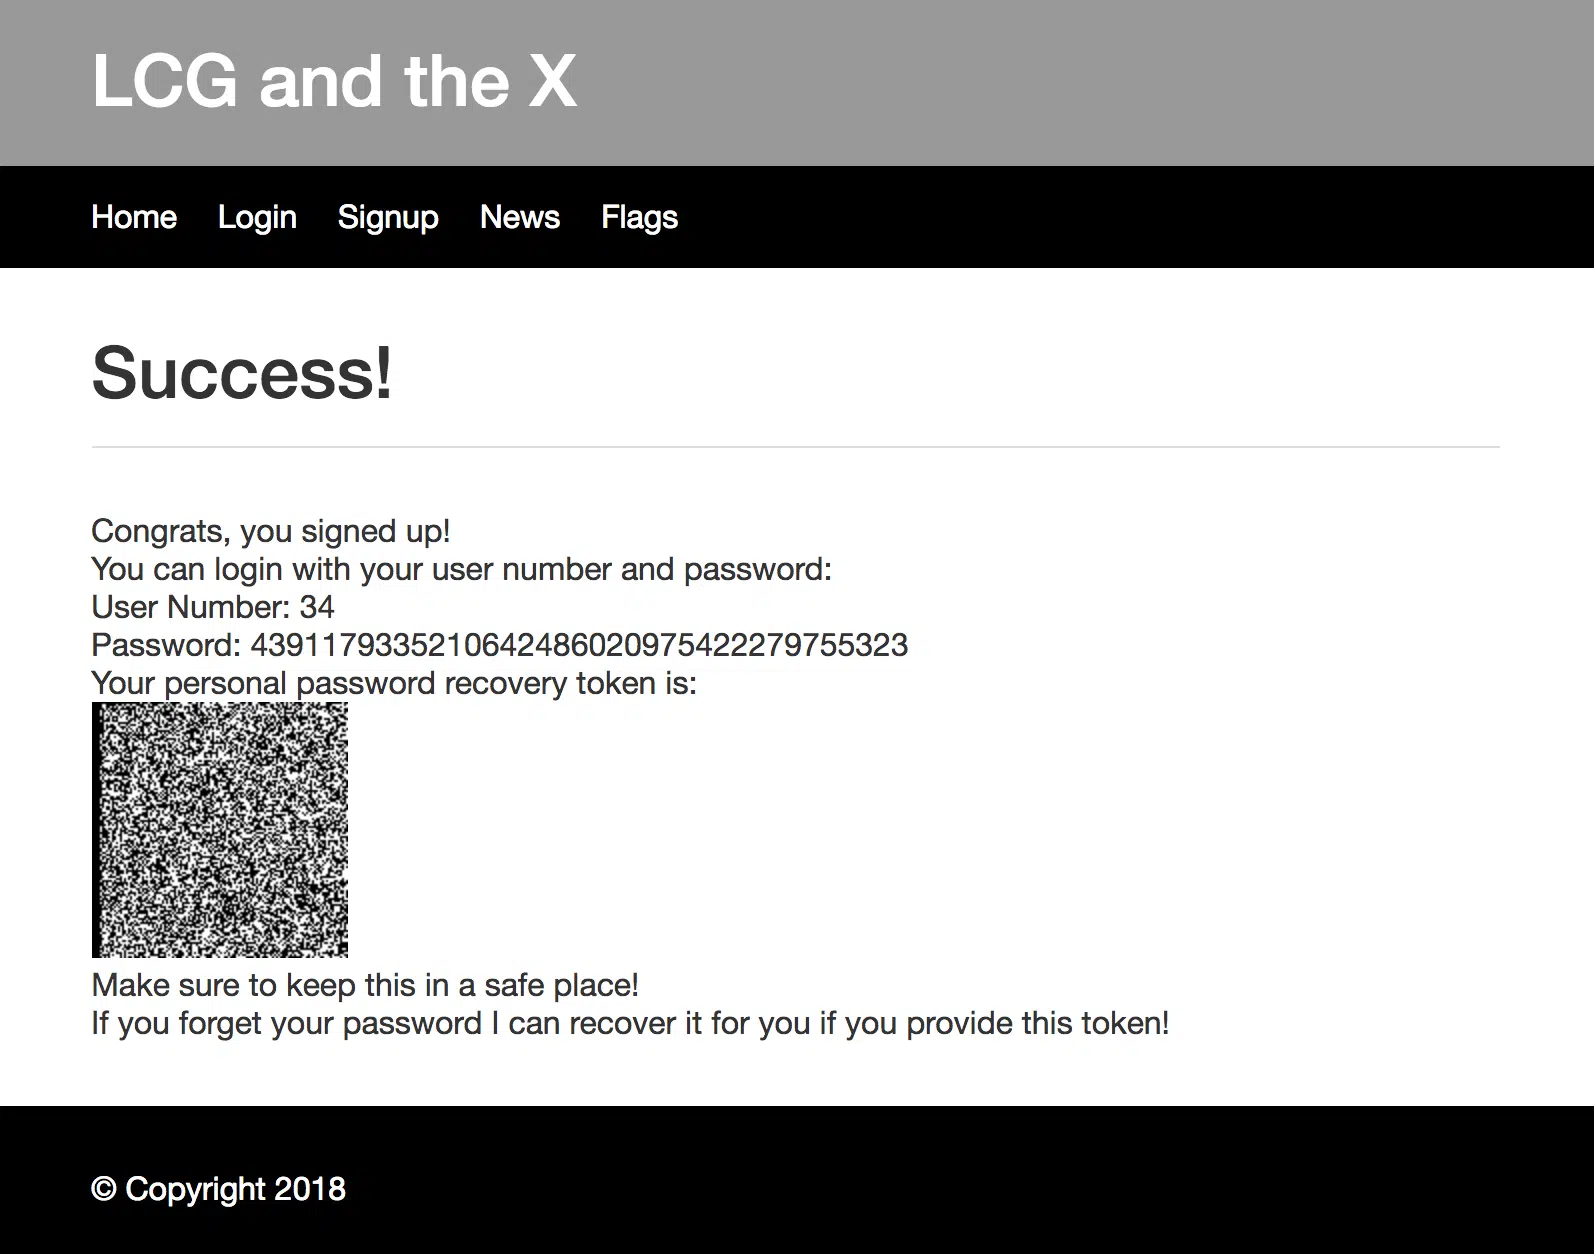 LCG and the X
Home Login Signup News Flags
Success!
Congrats, you signed up!
You can login with your user number and password:
User Number: 34
Password: 439117933521064248602097542227975532​3
Your personal password recovery token is:
Make sure to keep this in a safe place!
If you forget your password I can recover it for you if you provide this token!
© Copyright 2018